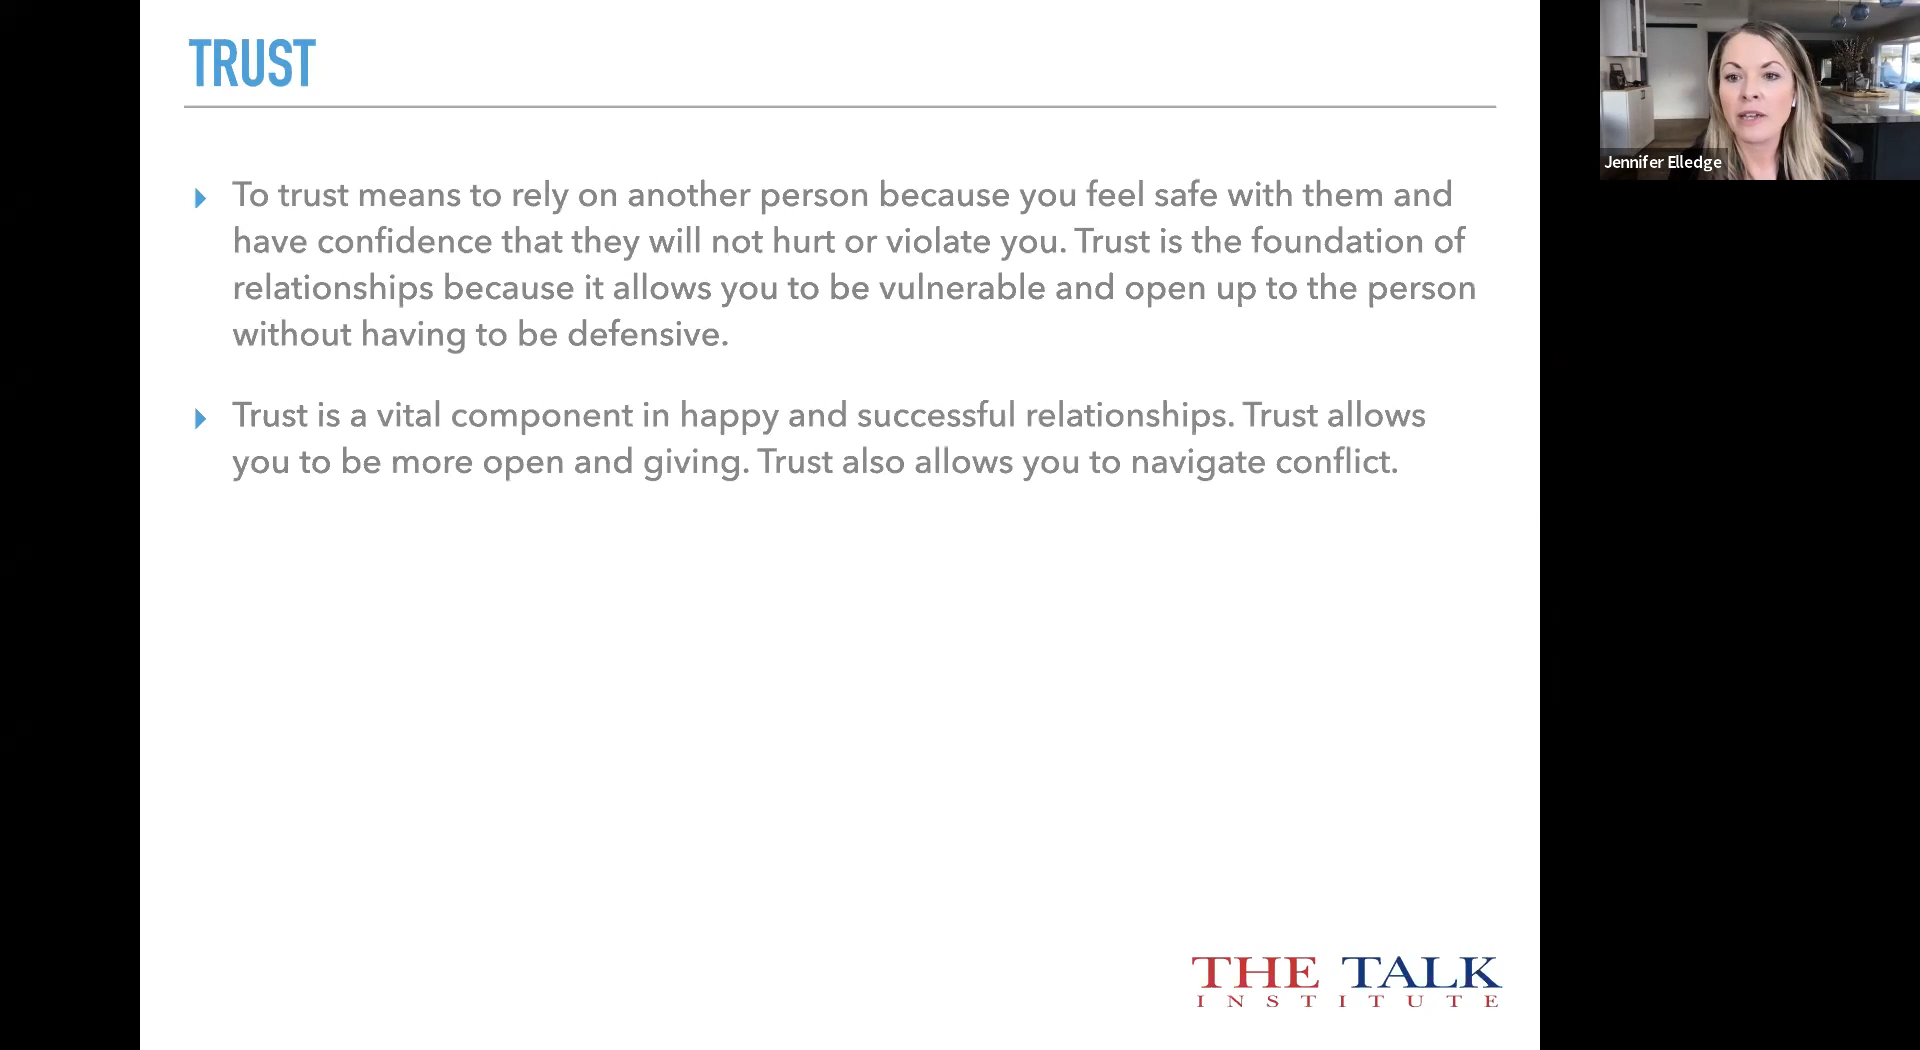 TRUST
To trust means to rely on another person because you feel safe with them and
have confidence that they will not hurt or violate you. Trust is the foundation of
relationships because it allows you to be vulnerable and open up to the person
without having to be defensive.
Trust is a vital component in happy and successful relationships. Trust allows
you to be more open and giving. Trust also allows you to navigate conflict.
Jennifer Elledge
THE TALK
INSTITUTE